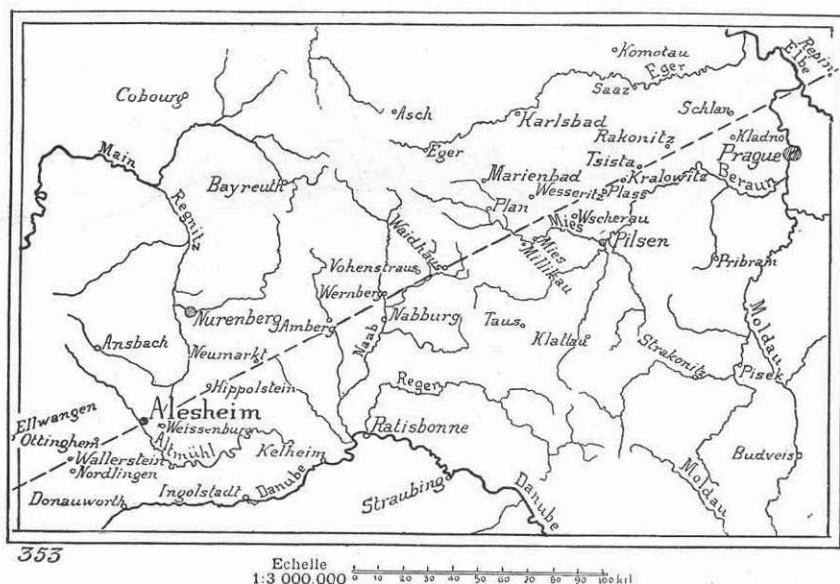 Komotau
Repin
Elbe
Eger
Saaz
Cobourg
Asch
Karlsbad
Schlan
Rakonitz
Kladno
Main
Eger
Tsista
Prague
Bayreuth
Marienbad
Kralowitz
Beraun
Wesseritz
Plass
Regnitz
Plan
Mies
Wscherau
Waidhaus
Mies
Pilsen
Vohenstraus
Millikau
Pribram
Wernberg
Nurenberg
Amberg
Nabburg
Taus
Moldau
Ansbach
Naab
Klattau
Neumarkt
Strakonitz
Pisek
Hippolstein
Regen
Ellwangen
Alesheim
Ottinghem
Weissenburg
Ratisbonne
Altmühl
Kelheim
Wallerstein
Budveis
Nordlingen
Moldau
Donauworth
Ingolstadt
Danube
Straubing
Danube
353
Echelle
1:3 000.000
0 10 20 30 40 50 60 70 80 90 100 kil